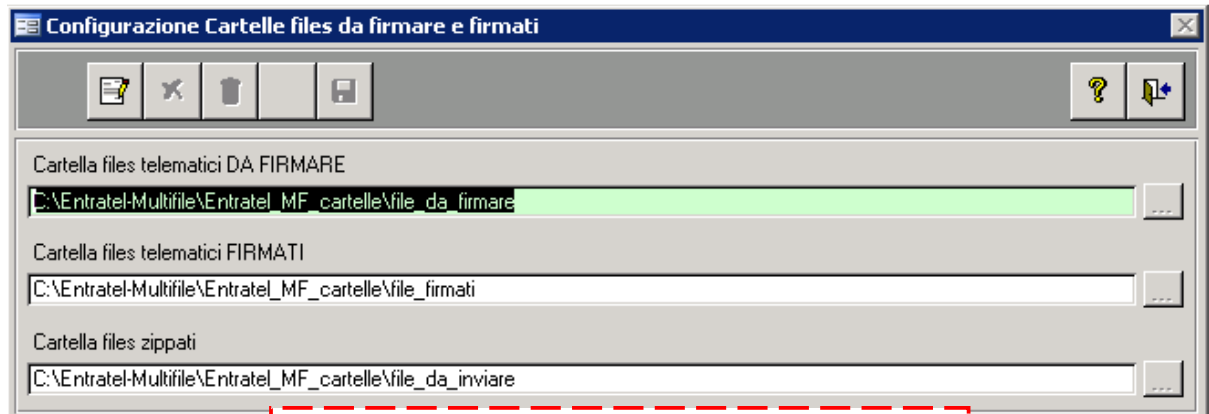 Configurazione Cartelle files da firmare e firmati
Cartella files telematici DA FIRMARE
C:\Entratel-Multifile\Entratel_MF_cartelle\file_da_firmare
...
Cartella files telematici FIRMATI
C:\Entratel-Multifile\Entratel_MF_cartelle\file_firmati
...
Cartella files zippati
C:\Entratel-Multifile\Entratel_MF_cartelle\file_da_inviare
...